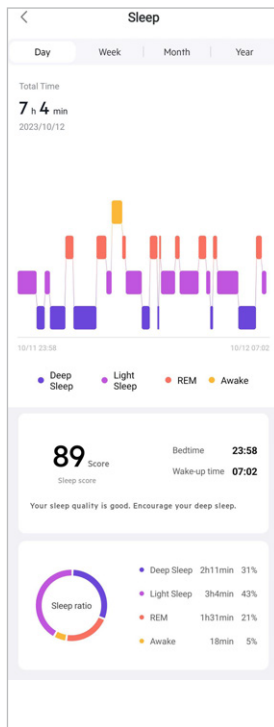 Sleep
Day Week Month Year
Total Time
7 h 4 min
2023/10/12
10/11 23:58 10/12 07:02
Deep Sleep Light Sleep REM Awake
89 Score
Sleep score
Bedtime 23:58
Wake-up time 07:02
Your sleep quality is good. Encourage your deep sleep.
Sleep ratio
Deep Sleep 2h11min 31%
Light Sleep 3h4min 43%
REM 1h31min 21%
Awake 18min 5%